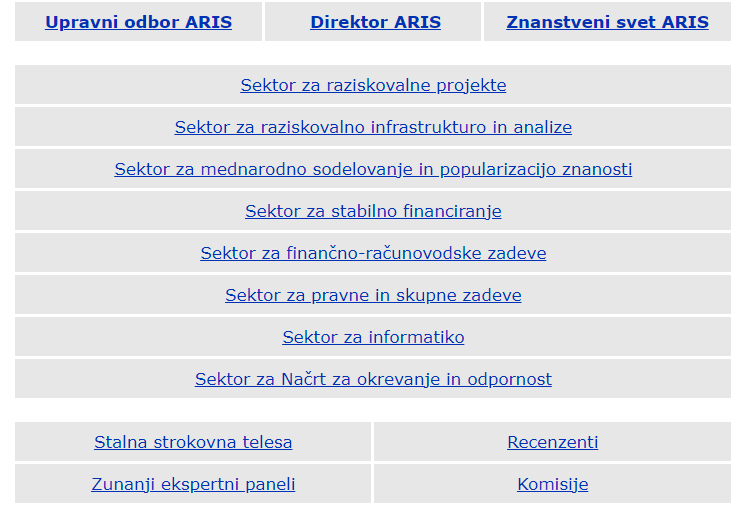 Upravni odbor ARIS
Direktor ARIS
Znanstveni svet ARIS
Sektor za raziskovalne projekte
Sektor za raziskovalno infrastrukturo in analize
Sektor za mednarodno sodelovanje in popularizacijo znanosti
Sektor za stabilno financiranje
Sektor za finančno-računovodske zadeve
Sektor za pravne in skupne zadeve
Sektor za informatiko
Sektor za Načrt za okrevanje in odpornost
Stalna strokovna telesa
Recenzenti
Zunanji ekspertni paneli
Komisije